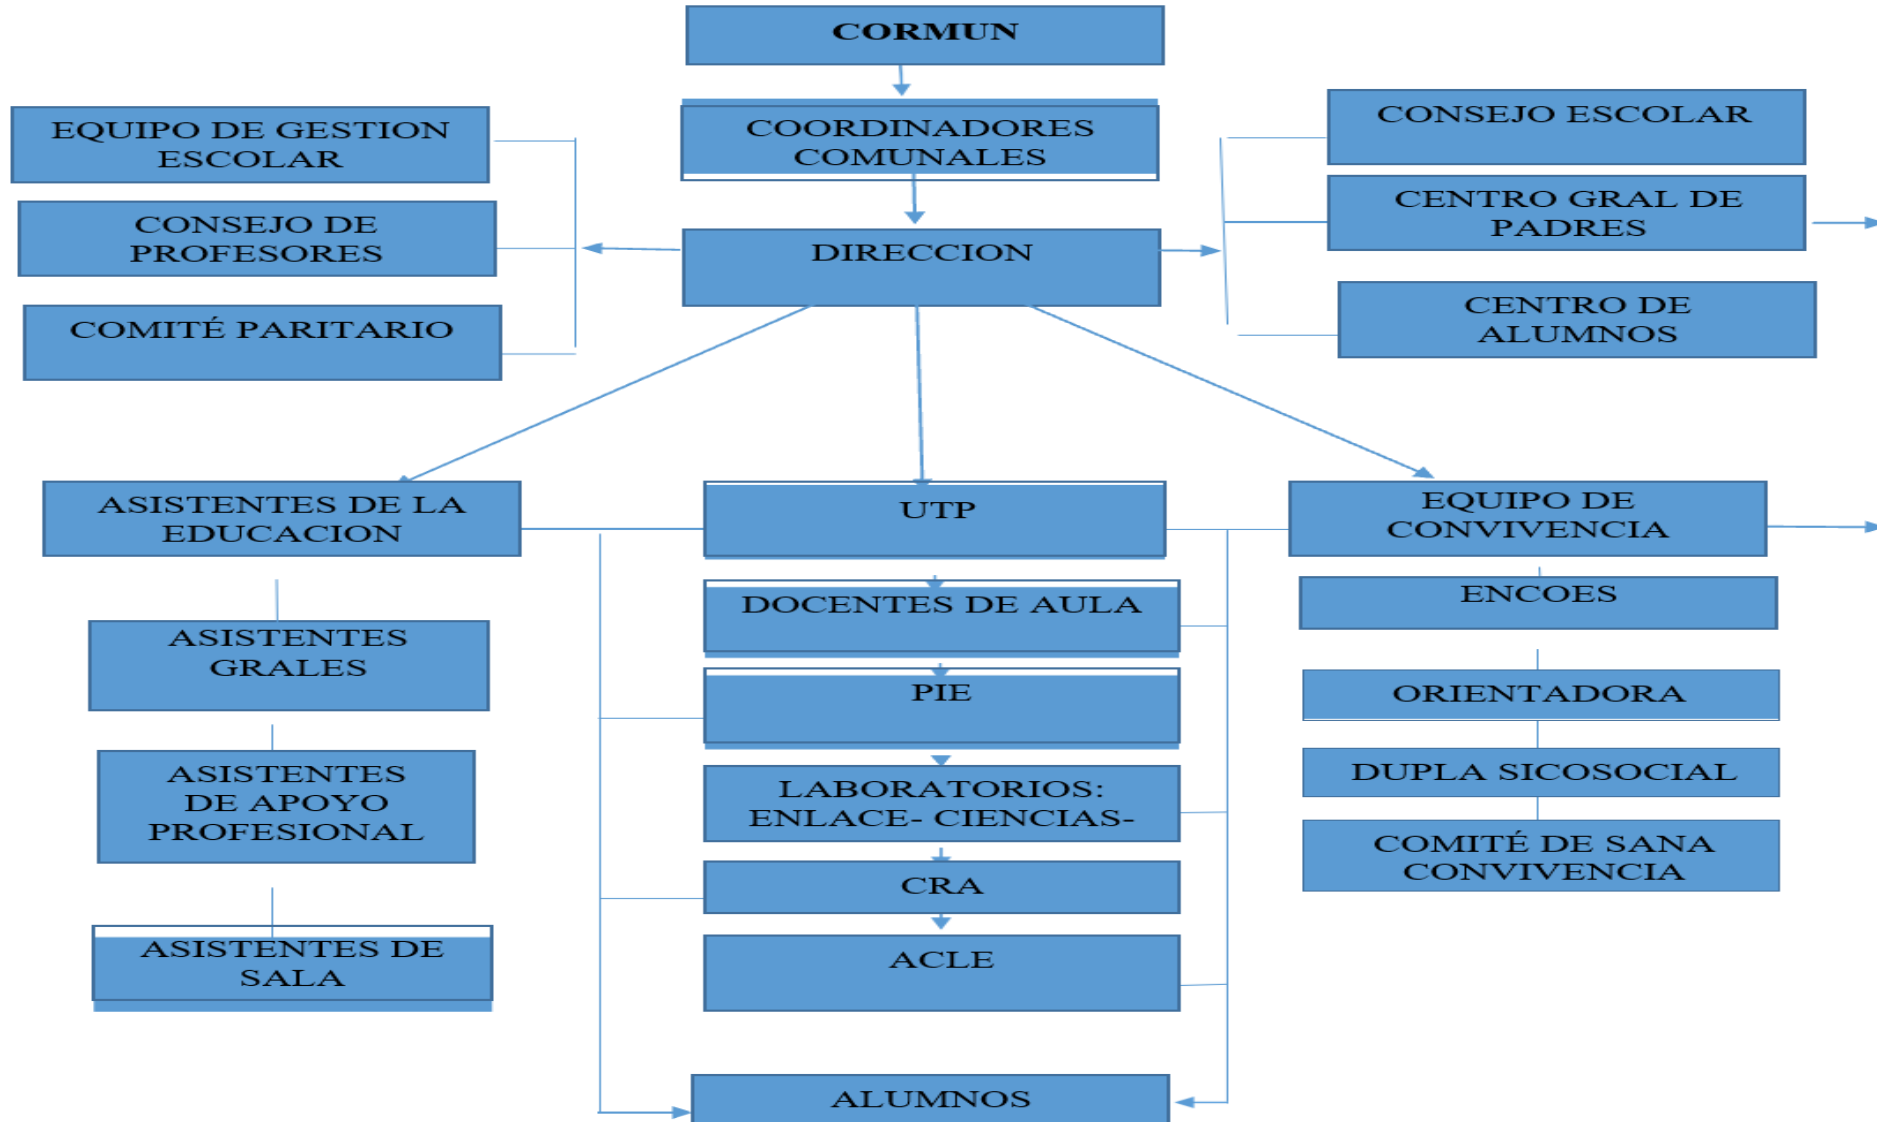 CORMUN
COORDINADORES
COMUNALES
DIRECCION
EQUIPO DE GESTION
ESCOLAR
CONSEJO DE
PROFESORES
COMITÉ PARITARIO
CONSEJO ESCOLAR
CENTRO GRAL DE
PADRES
CENTRO DE
ALUMNOS
ASISTENTES DE LA
EDUCACION
ASISTENTES
GRALES
ASISTENTES
DE APOYO
PROFESIONAL
ASISTENTES DE
SALA
UTP
DOCENTES DE AULA
PIE
LABORATORIOS:
ENLACE- CIENCIAS-
CRA
ACLE
EQUIPO DE
CONVIVENCIA
ENCOES
ORIENTADORA
DUPLA SICOSOCIAL
COMITÉ DE SANA
CONVIVENCIA
ALUMNOS